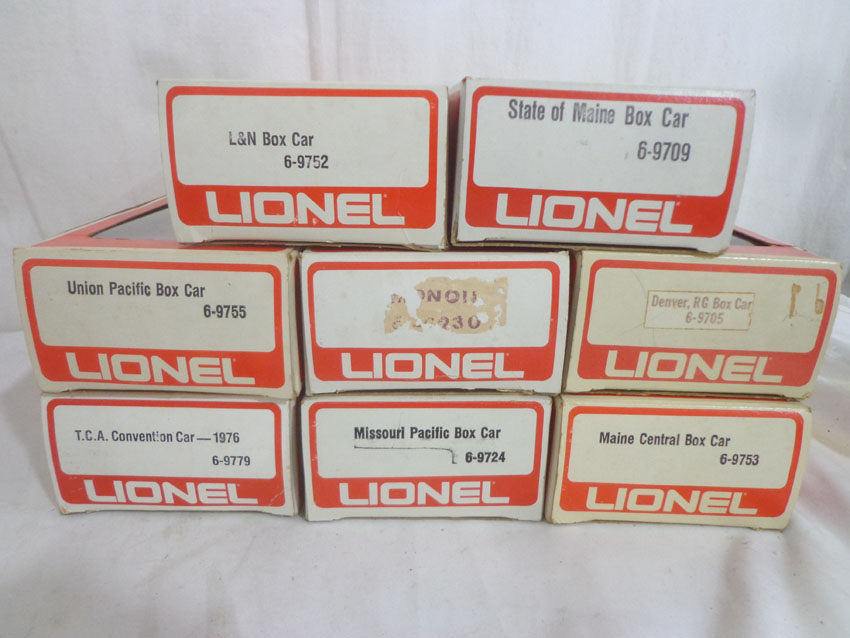 L&N Box Car
6-9752
LIONEL
State of Maine Box Car
6-9709
LIONEL
Union Pacific Box Car
6-9755
LIONEL
LIONEL
Denver, RG Box Car
6-9705
16
LIONEL
T.C.A. Convention Car—1976
6-9779
LIONEL
Missouri Pacific Box Car
6-9724
LIONEL
Maine Central Box Car
6-9753
LIONEL